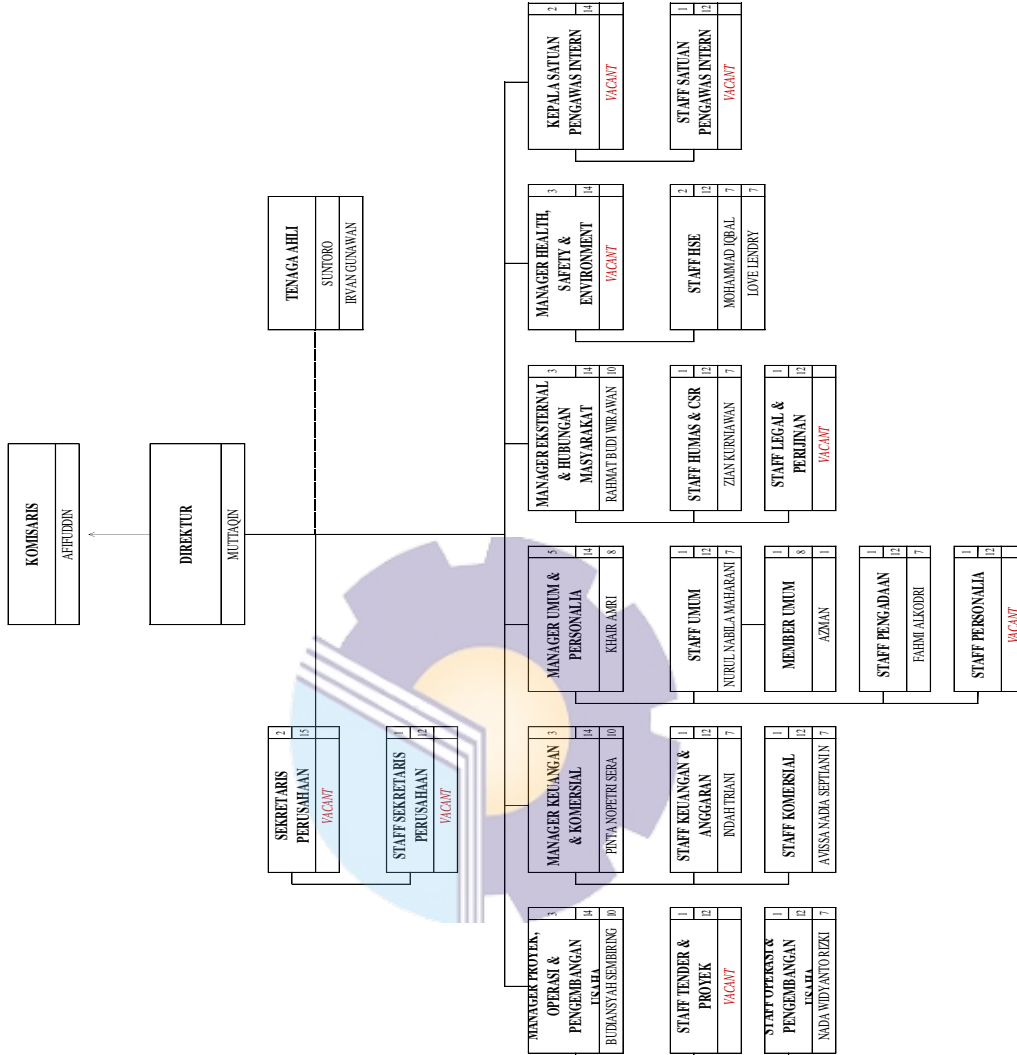 KOMISARIS
AFIFUDDIN
DIREKTUR
MUTTAQIN
SEKRETARIS 2
PERUSAHAAN 15
VACANT
STAFF SEKRETARIS 1
PERUSAHAAN 12
VACANT
TENAGA AHLI
SUNTORO
IRVAN GUNAWAN
MANAGER PROYEK,
OPERASI & 3
PENGEMBANGAN 14
USAHA
BUDIANSYAH SEMBIRING 10
STAFF TENDER & 1
PROYEK 12
VACANT
STAFF OPERASI & 1
PENGEMBANGAN 12
USAHA
NADA WIDYANTO RIZKI 7
MANAGER KEUANGAN 3
& KOMERSIAL 14
PINTA NOPETRI SERA 10
STAFF KEUANGAN & 1
ANGGARAN 12
INDAH TRIANI 7
STAFF KOMERSIAL 1
12
AVISSA NADIA SEPTIANI N 7
MANAGER UMUM & 5
PERSONALIA 14
KHAIR AMRI 8
STAFF UMUM 1
12
NURUL NABILA MAHARANI 7
MEMBER UMUM 1
8
AZMAN 1
STAFF PENGADAAN 1
12
FAHMI ALKODRI 7
STAFF PERSONALIA 1
12
VACANT
MANAGER EKSTERNAL 3
& HUBUNGAN
MASYARAKAT 14
RAHMAT BUDI WIRAWAN 10
STAFF HUMAS & CSR 1
12
ZIAN KURNIAWAN 7
STAFF LEGAL & 1
PERIJINAN 12
VACANT
MANAGER HEALTH, 3
SAFETY &
ENVIRONMENT 14
VACANT
STAFF HSE 2
12
MOHAMMAD IQBAL 7
LOVE LENDRY 7
KEPALA SATUAN 2
PENGAWAS INTERN 14
VACANT
STAFF SATUAN 1
PENGAWAS INTERN 12
VACANT